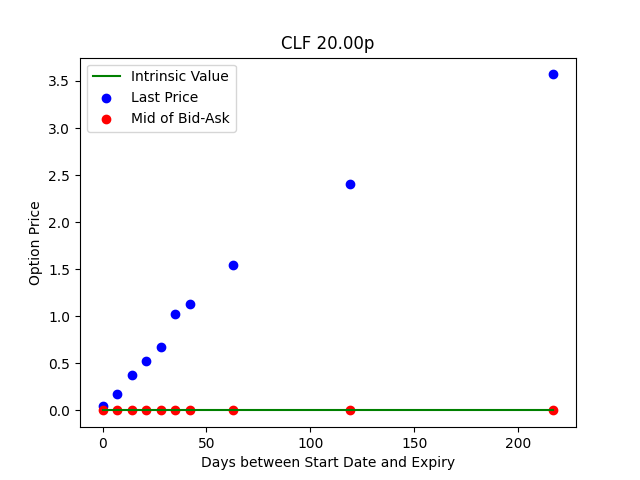 CLF 20.00p
Intrinsic Value
Last Price
Mid of Bid-Ask
3.5
3.0
2.5
2.0
1.5
1.0
0.5
0.0
Option Price
0 50 100 150 200
Days between Start Date and Expiry